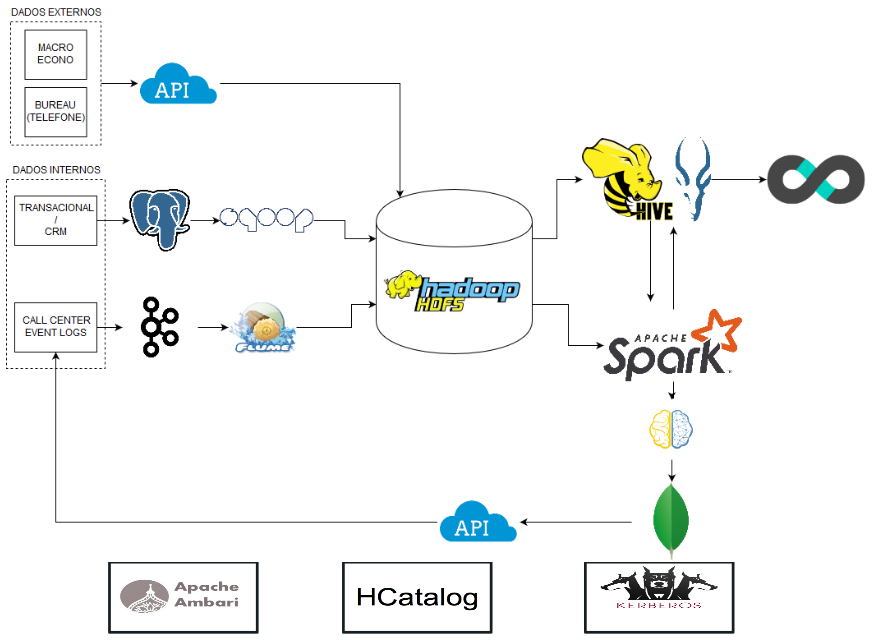 DADOS EXTERNOS
MACRO
ECONO
BUREAU
(TELEFONE)
API
DADOS INTERNOS
TRANSACIONAL
/
CRM
sqoop
CALL CENTER
EVENT LOGS
FLUME
hadoop
HDFS
HIVE
APACHE
Spark
API
Apache
Ambari
HCatalog
KERBEROS